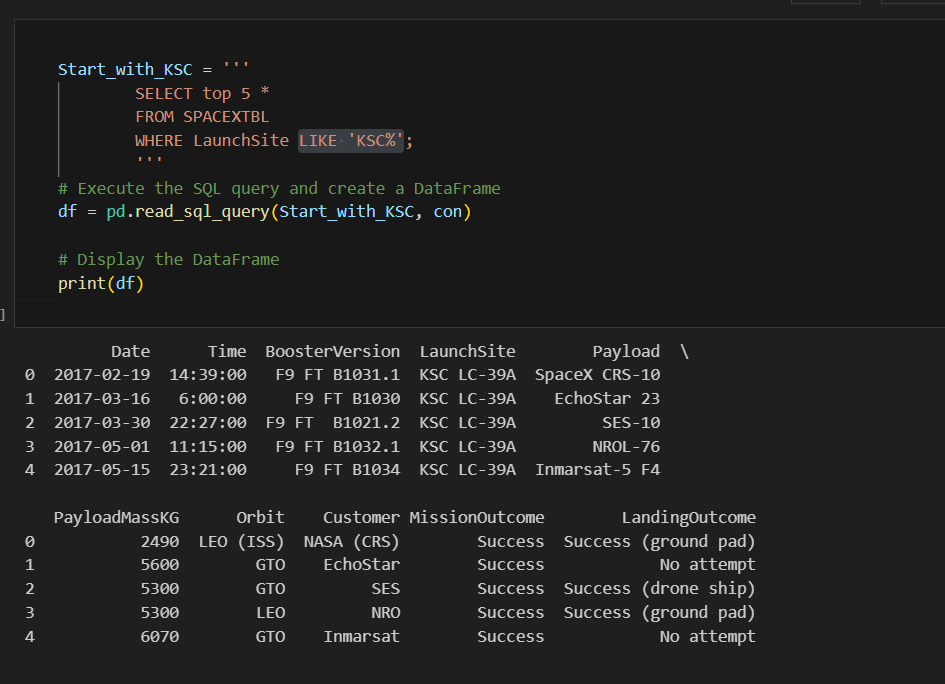 Start_with_KSC = '''
SELECT top 5 *
FROM SPACEXTBL
WHERE LaunchSite LIKE 'KSC%';
'''
# Execute the SQL query and create a DataFrame
df = pd.read_sql_query(Start_with_KSC, con)
# Display the DataFrame
print(df)
]
Date Time BoosterVersion LaunchSite Payload \
0 2017-02-19 14:39:00 F9 FT B1031.1 KSC LC-39A SpaceX CRS-10
1 2017-03-16 6:00:00 F9 FT B1030 KSC LC-39A EchoStar 23
2 2017-03-30 22:27:00 F9 FT  B1021.2 KSC LC-39A SES-10
3 2017-05-01 11:15:00 F9 FT B1032.1 KSC LC-39A NROL-76
4 2017-05-15 23:21:00 F9 FT B1034 KSC LC-39A Inmarsat-5 F4
PayloadMassKG Orbit Customer MissionOutcome LandingOutcome
0 2490 LEO (ISS) NASA (CRS) Success Success (ground pad)
1 5600 GTO EchoStar Success No attempt
2 5300 GTO SES Success Success (drone ship)
3 5300 LEO NRO Success Success (ground pad)
4 6070 GTO Inmarsat Success No attempt